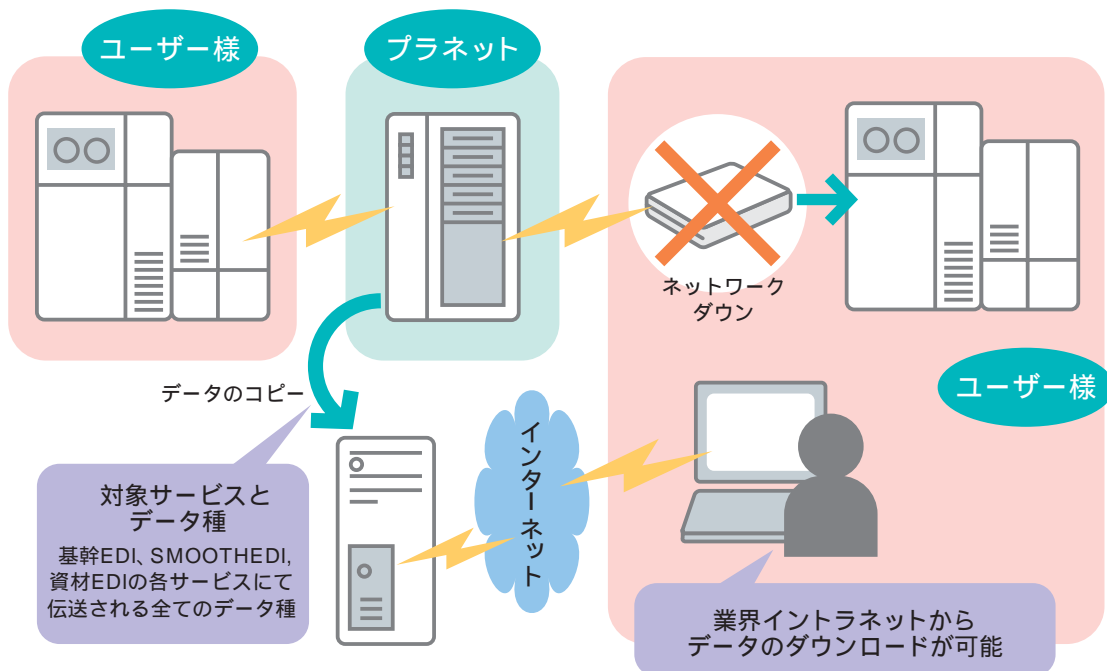 ユーザー様
プラネット
ネットワーク
ダウン
ユーザー様
データのコピー
インターネット
対象サービスと
データ種
基幹EDI、SMOOTHEDI,
資材EDIの各サービスにて
伝送される全てのデータ種
業界イントラネットから
データのダウンロードが可能